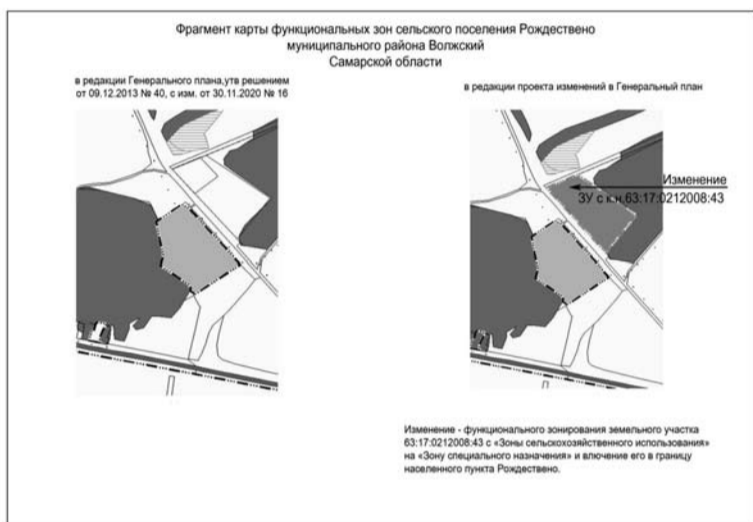 Фрагмент карты функциональных зон сельского поселения Рождествено
муниципального района Волжский
Самарской области
в редакции Генерального плана,утв решением
от 09.12.2013 № 40, с изм. от 30.11.2020 № 16
в редакции проекта изменений в Генеральный план
Изменение
ЗУ с к.н.63:17:0212008:43
Изменение - функционального зонирования земельного участка
63:17:0212008:43 с «Зоны сельскохозяйственного использования»
на «Зону специального назначения» и влючение его в границу
населенного пункта Рождествено.